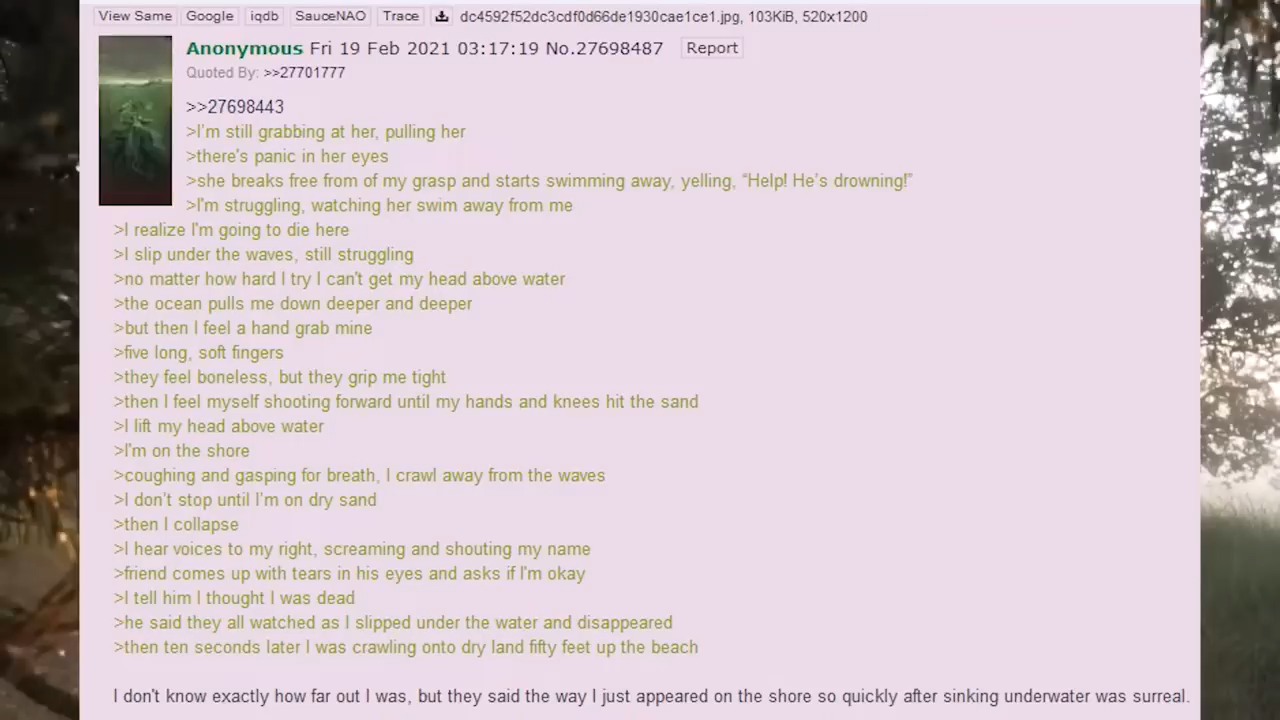 View Same Google iqdb SauceNAO Trace dc4592f52dc3cdf0d66de1930cae1ce1.jpg, 103KiB, 520x1200
Anonymous Fri 19 Feb 2021 03:17:19 No.27698487 Report
Quoted By: >>27701777
>>27698443
>I'm still grabbing at her, pulling her
>there's panic in her eyes
>she breaks free from of my grasp and starts swimming away, yelling, “Help! He’s drowning!”
>I'm struggling, watching her swim away from me
>I realize I'm going to die here
>I slip under the waves, still struggling
>no matter how hard I try I can't get my head above water
>the ocean pulls me down deeper and deeper
>but then I feel a hand grab mine
>five long, soft fingers
>they feel boneless, but they grip me tight
>then I feel myself shooting forward until my hands and knees hit the sand
>I lift my head above water
>I'm on the shore
>coughing and gasping for breath, I crawl away from the waves
>I don’t stop until I’m on dry sand
>then I collapse
>I hear voices to my right, screaming and shouting my name
>friend comes up with tears in his eyes and asks if I'm okay
>I tell him I thought I was dead
>he said they all watched as I slipped under the water and disappeared
>then ten seconds later I was crawling onto dry land fifty feet up the beach
I don't know exactly how far out I was, but they said the way I just appeared on the shore so quickly after sinking underwater was surreal.